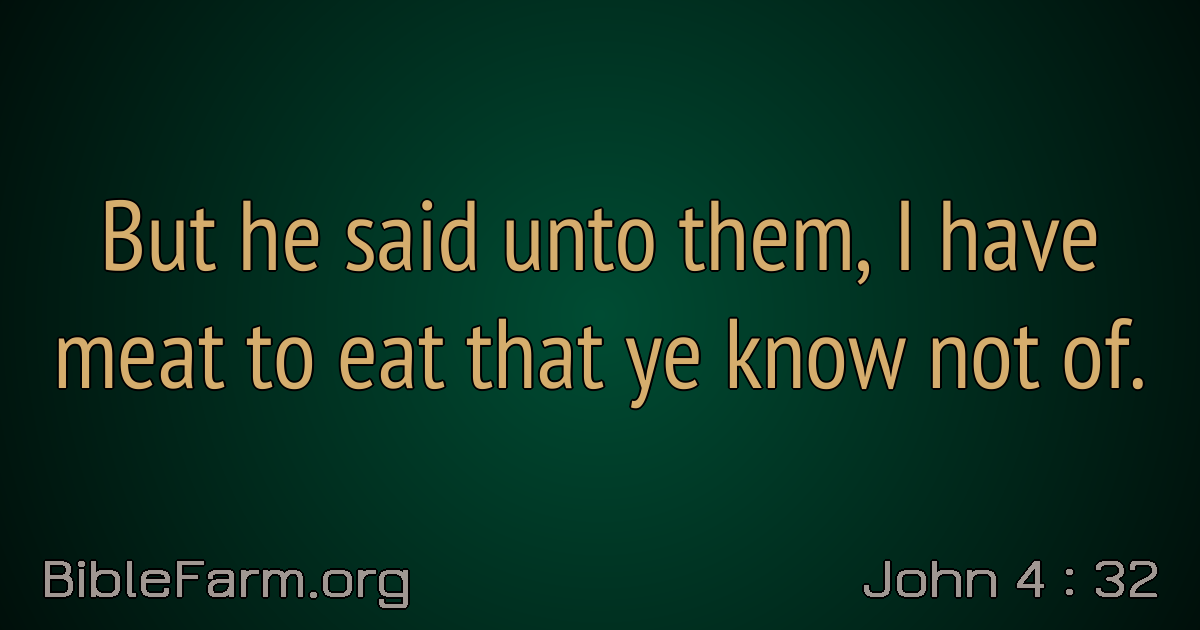 But he said unto them, I have
meat to eat that ye know not of.
BibleFarm.org
John 4 : 32